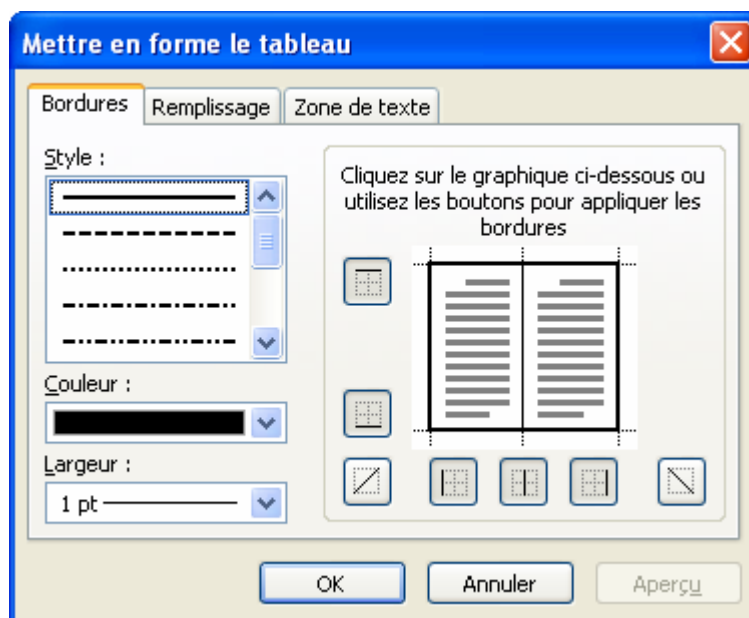 Mettre en forme le tableau
Bordures Remplissage Zone de texte
Style :
Cliquez sur le graphique ci-dessous ou
utilisez les boutons pour appliquer les
bordures
Couleur :
Largeur :
1 pt
OK Annuler Aperçu